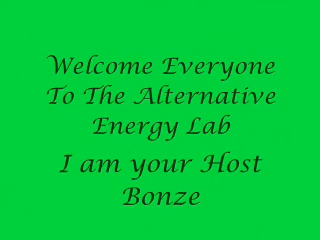 Welcome Everyone
To The Alternative
Energy Lab
I am your Host
Bonze